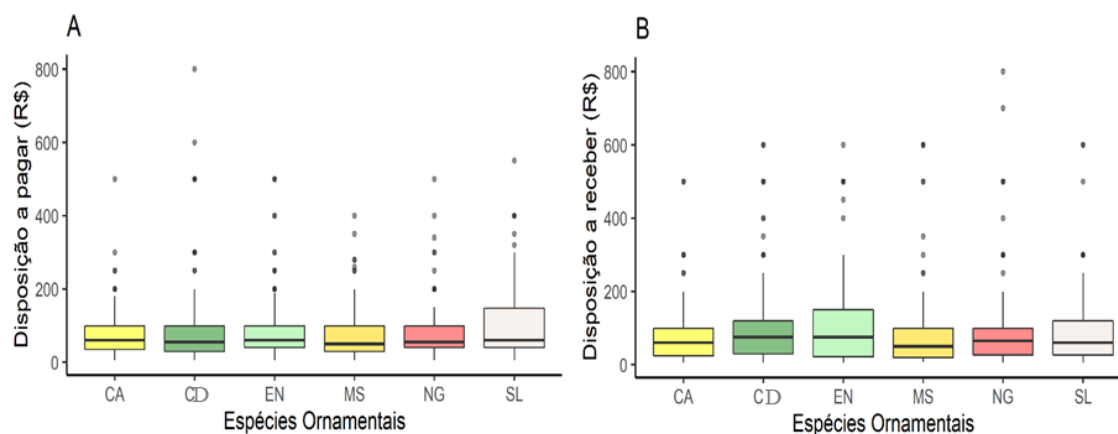 A
Disposição a pagar (R$)
800
600
400
200
0
CA CD EN MS NG SL
Espécies Ornamentais
B
Disposição a receber (R$)
800
600
400
200
0
CA CD EN MS NG SL
Espécies Ornamentais